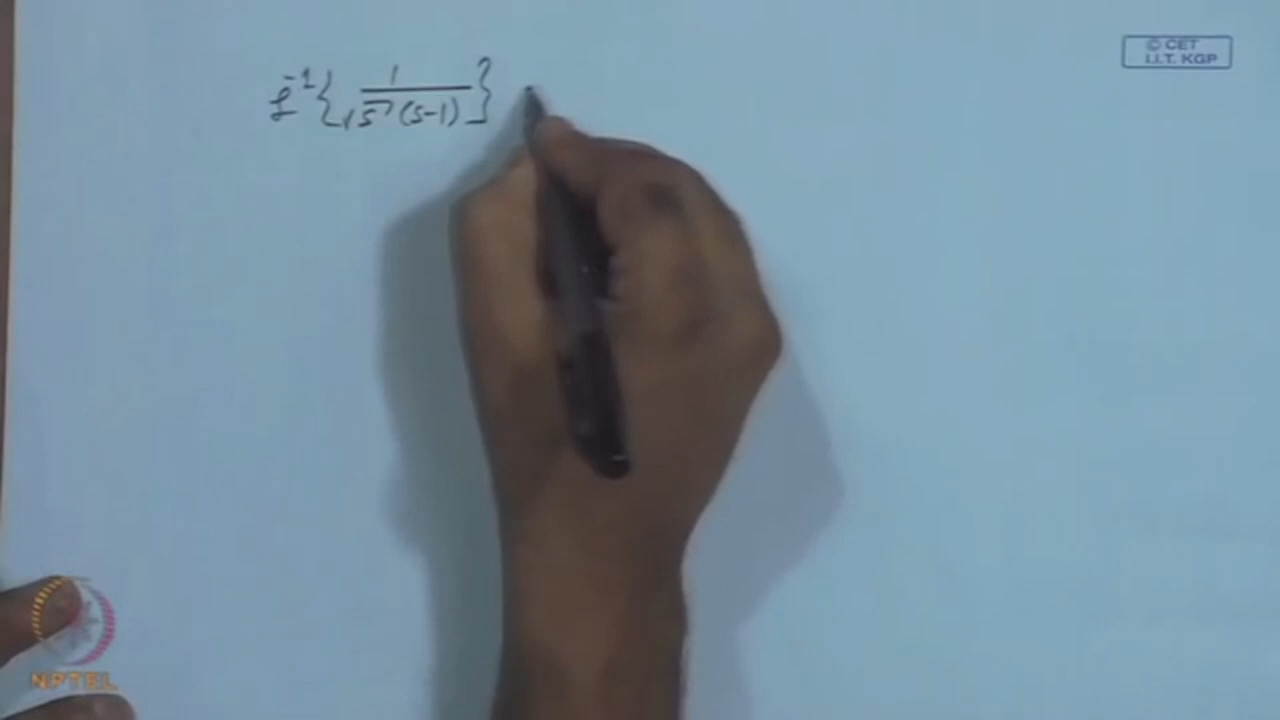 ℒ⁻¹{1/(√s (s-1))}
© CET
I.I.T. KGP
NPTEL